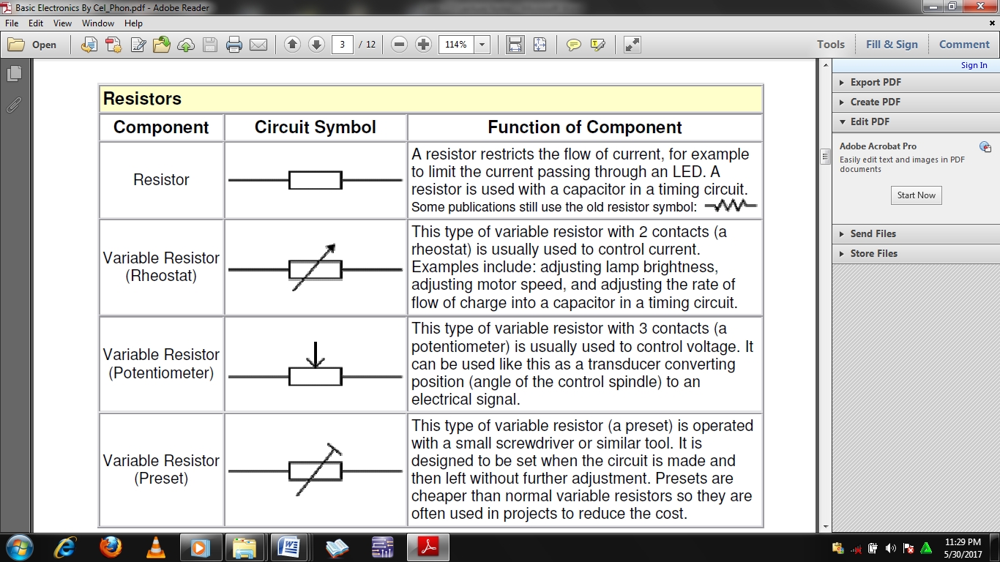 Basic Electronics By Cel_Phon.pdf - Adobe Reader
File Edit View Window Help
Open 3 / 12 114% Tools Fill & Sign Comment
Sign In
Export PDF
Create PDF
Edit PDF
Adobe Acrobat Pro
Easily edit text and images in PDF
documents
Start Now
Send Files
Store Files
Resistors
Component Circuit Symbol Function of Component
Resistor
A resistor restricts the flow of current, for example
to limit the current passing through an LED. A
resistor is used with a capacitor in a timing circuit.
Some publications still use the old resistor symbol:
Variable Resistor
(Rheostat)
This type of variable resistor with 2 contacts (a
rheostat) is usually used to control current.
Examples include: adjusting lamp brightness,
adjusting motor speed, and adjusting the rate of
flow of charge into a capacitor in a timing circuit.
Variable Resistor
(Potentiometer)
This type of variable resistor with 3 contacts (a
potentiometer) is usually used to control voltage. It
can be used like this as a transducer converting
position (angle of the control spindle) to an
electrical signal.
Variable Resistor
(Preset)
This type of variable resistor (a preset) is operated
with a small screwdriver or similar tool. It is
designed to be set when the circuit is made and
then left without further adjustment. Presets are
cheaper than normal variable resistors so they are
often used in projects to reduce the cost.
11:29 PM
5/30/2017